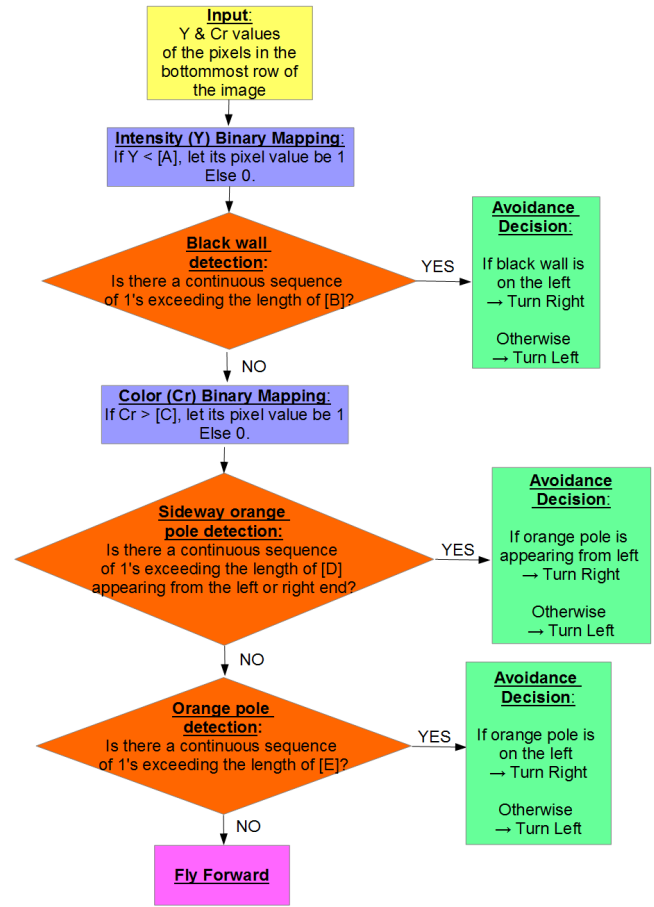 Input:
Y & Cr values
of the pixels in the
bottommost row of
the image
Intensity (Y) Binary Mapping:
If Y < [A], let its pixel value be 1
Else 0.
Black wall
detection:
Is there a continuous sequence
of 1's exceeding the length of [B]?
YES
Avoidance
Decision:
If black wall is
on the left
→ Turn Right
Otherwise
→ Turn Left
NO
Color (Cr) Binary Mapping:
If Cr > [C], let its pixel value be 1
Else 0.
Sideway orange
pole detection:
Is there a continuous sequence
of 1's exceeding the length of [D]
appearing from the left or right end?
YES
Avoidance
Decision:
If orange pole is
appearing from left
→ Turn Right
Otherwise
→ Turn Left
NO
Orange pole
detection:
Is there a continuous sequence
of 1's exceeding the length of [E]?
YES
Avoidance
Decision:
If orange pole is
on the left
→ Turn Right
Otherwise
→ Turn Left
NO
Fly Forward